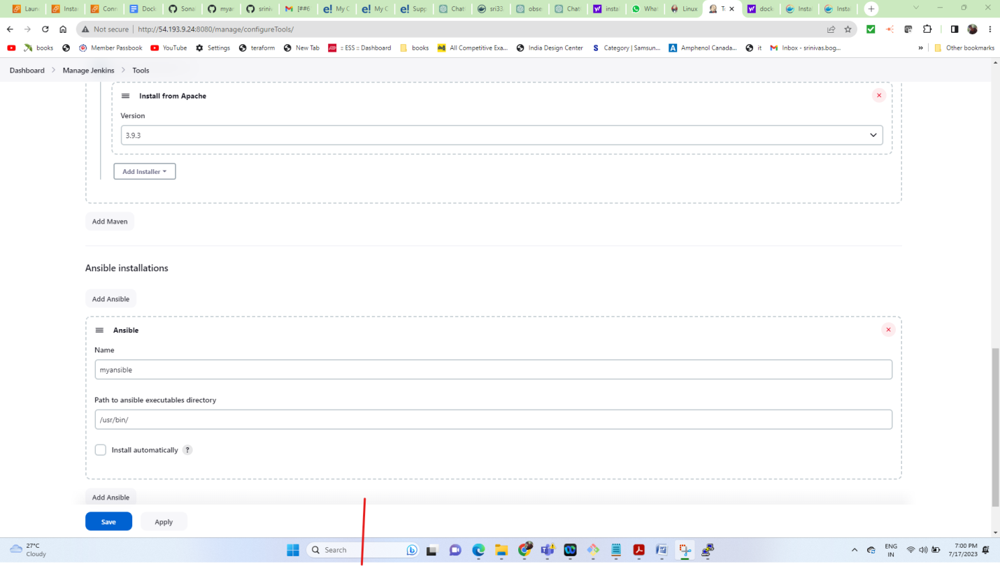 Laun Insta Conn Dock Sona myar sriniv [##6 My C My C Supp Chat sri33 obse Chat instal What Linux To dock Insta Insta
Not secure | http://54.193.9.24:8080/manage/configureTools/
books Member Passbook YouTube Settings teraform New Tab :: ESS :: Dashboard books All Competitive Exa... India Design Center S Category | Samsun... A Amphenol Canada... it Inbox - srinivas.bog... » Other bookmarks
Dashboard > Manage Jenkins > Tools
Install from Apache
Version
3.9.3
Add Installer
Add Maven
Ansible installations
Add Ansible
Ansible
Name
myansible
Path to ansible executables directory
/usr/bin/
Install automatically ?
Add Ansible
Save Apply
27°C
Cloudy
Search
ENG
IN
7:00 PM
7/17/2023